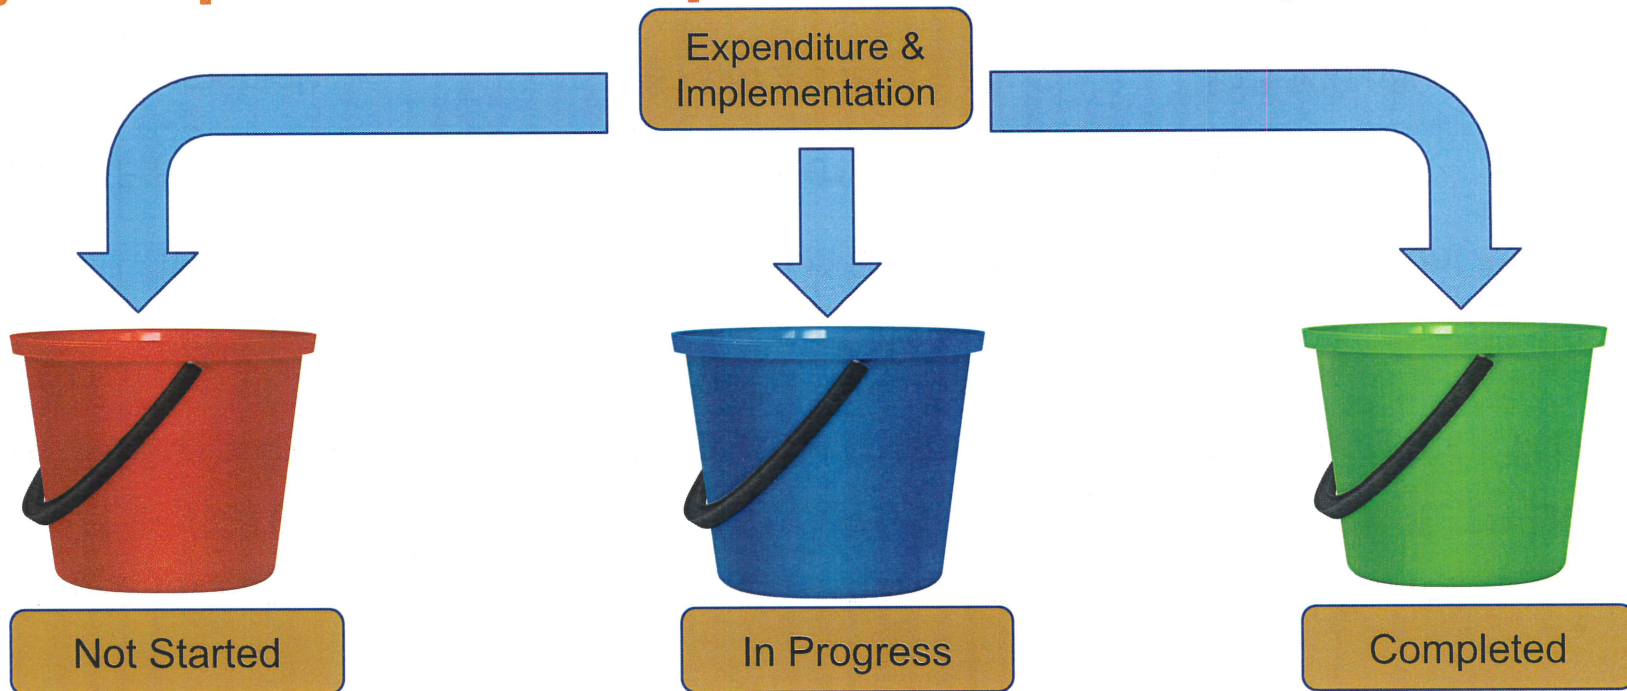 Expenditure &
Implementation
Not Started
In Progress
Completed